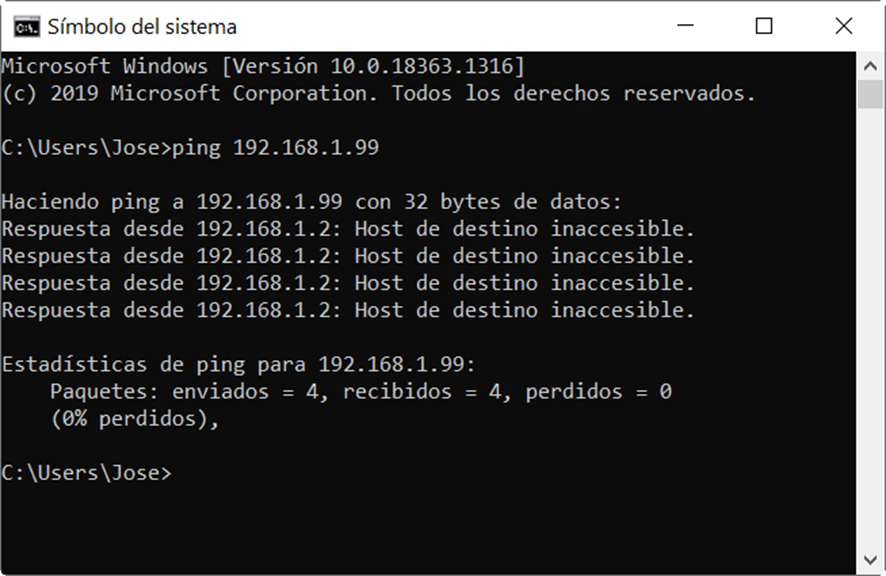 Símbolo del sistema
Microsoft Windows [Versión 10.0.18363.1316]
(c) 2019 Microsoft Corporation. Todos los derechos reservados.
C:\Users\Jose>ping 192.168.1.99
Haciendo ping a 192.168.1.99 con 32 bytes de datos:
Respuesta desde 192.168.1.2: Host de destino inaccesible.
Respuesta desde 192.168.1.2: Host de destino inaccesible.
Respuesta desde 192.168.1.2: Host de destino inaccesible.
Respuesta desde 192.168.1.2: Host de destino inaccesible.
Estadísticas de ping para 192.168.1.99:
    Paquetes: enviados = 4, recibidos = 4, perdidos = 0
    (0% perdidos),
C:\Users\Jose>